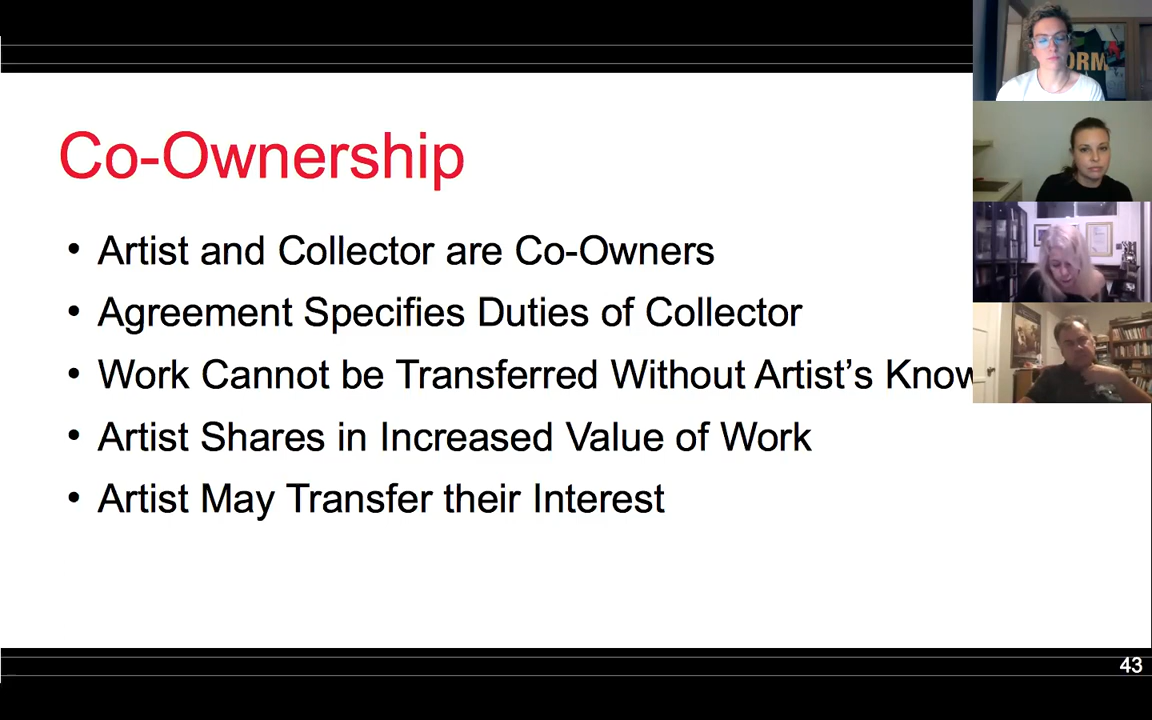 Co-Ownership
• Artist and Collector are Co-Owners
• Agreement Specifies Duties of Collector
• Work Cannot be Transferred Without Artist’s Know
• Artist Shares in Increased Value of Work
• Artist May Transfer their Interest
43